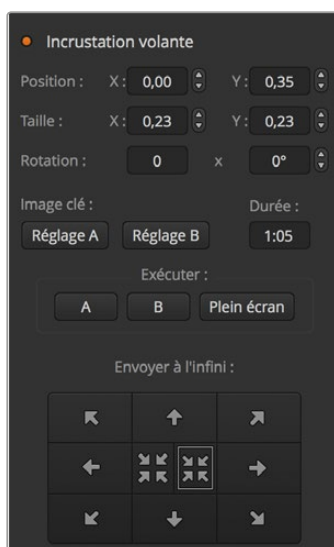 Incrustation volante
Position : X: 0,00 Y: 0,35
Taille : X: 0,23 Y: 0,23
Rotation : 0 x 0°
Image clé : Durée :
Réglage A Réglage B 1:05
Exécuter :
A B Plein écran
Envoyer à l'infini :